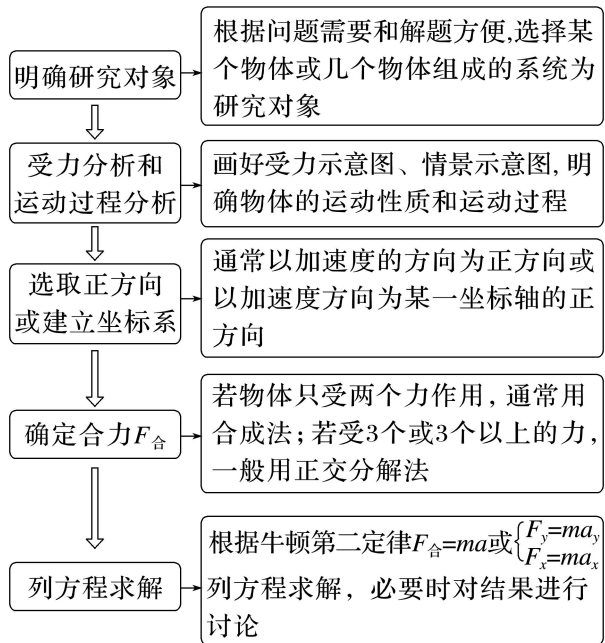 明确研究对象
根据问题需要和解题方便,选择某
个物体或几个物体组成的系统为
研究对象
受力分析和
运动过程分析
画好受力示意图、情景示意图,明
确物体的运动性质和运动过程
选取正方向
或建立坐标系
通常以加速度的方向为正方向或
以加速度方向为某一坐标轴的正
方向
确定合力F合
若物体只受两个力作用,通常用
合成法;若受3个或3个以上的力,
一般用正交分解法
列方程求解
根据牛顿第二定律F合=ma或{Fy=may
Fx=max
列方程求解,必要时对结果进行
讨论